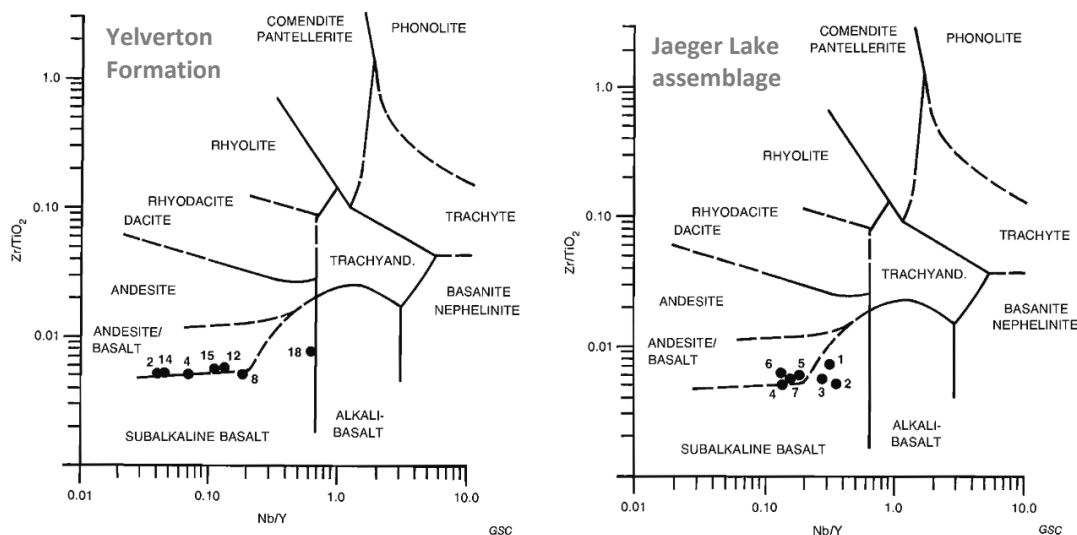 Yelverton
Formation
COMENDITE
PANTELLERITE
PHONOLITE
1.0
RHYOLITE
RHYODACITE
0.10
DACITE
TRACHYTE
Zr/TiO2
TRACHYAND.
ANDESITE
BASANITE
NEPHELINITE
0.01
ANDESITE/
BASALT
2 14 4 15 12 8 18
SUBALKALINE BASALT
ALKALI-
BASALT
0.01 0.10 1.0 10.0
Nb/Y
GSC
Jaeger Lake
assemblage
COMENDITE
PANTELLERITE
PHONOLITE
1.0
RHYOLITE
RHYODACITE
0.10
DACITE
TRACHYTE
Zr/TiO2
TRACHYAND.
ANDESITE
BASANITE
NEPHELINITE
0.01
ANDESITE/
BASALT
6 5 1
4 7 3 2
SUBALKALINE BASALT
ALKALI-
BASALT
0.01 0.10 1.0 10.0
Nb/Y
GSC